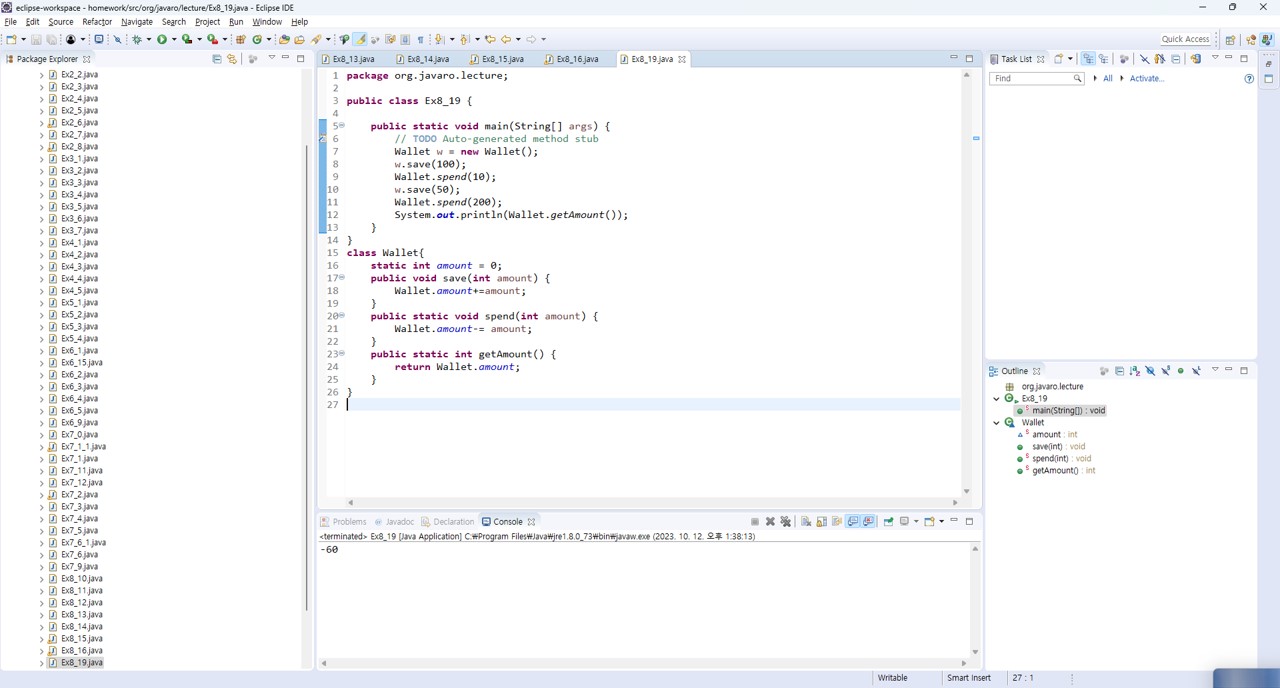 eclipse-workspace - homework/src/org/javaro/lecture/Ex8_19.java - Eclipse IDE
File Edit Source Refactor Navigate Search Project Run Window Help
Quick Access
Package Explorer
Ex2_2.java
Ex2_3.java
Ex2_4.java
Ex2_5.java
Ex2_6.java
Ex2_7.java
Ex2_8.java
Ex3_1.java
Ex3_2.java
Ex3_3.java
Ex3_4.java
Ex3_5.java
Ex3_6.java
Ex3_7.java
Ex4_1.java
Ex4_2.java
Ex4_3.java
Ex4_4.java
Ex4_5.java
Ex5_1.java
Ex5_2.java
Ex5_3.java
Ex5_4.java
Ex6_1.java
Ex6_15.java
Ex6_2.java
Ex6_3.java
Ex6_4.java
Ex6_5.java
Ex6_9.java
Ex7_0.java
Ex7_1_1.java
Ex7_1.java
Ex7_11.java
Ex7_12.java
Ex7_2.java
Ex7_3.java
Ex7_4.java
Ex7_5.java
Ex7_6_1.java
Ex7_6.java
Ex7_9.java
Ex8_10.java
Ex8_11.java
Ex8_12.java
Ex8_13.java
Ex8_14.java
Ex8_15.java
Ex8_16.java
Ex8_19.java
Ex8_13.java Ex8_14.java Ex8_15.java Ex8_16.java Ex8_19.java
1 package org.javaro.lecture;
2
3 public class Ex8_19 {
4
5 public static void main(String[] args) {
6 // TODO Auto-generated method stub
7 Wallet w = new Wallet();
8 w.save(100);
9 Wallet.spend(10);
10 w.save(50);
11 Wallet.spend(200);
12 System.out.println(Wallet.getAmount());
13 }
14 }
15 class Wallet{
16 static int amount = 0;
17 public void save(int amount) {
18 Wallet.amount+=amount;
19 }
20 public static void spend(int amount) {
21 Wallet.amount-= amount;
22 }
23 public static int getAmount() {
24 return Wallet.amount;
25 }
26 }
27
Problems Javadoc Declaration Console
<terminated> Ex8_19 [Java Application] C:₩Program Files₩Java₩jre1.8.0_73₩bin₩javaw.exe (2023. 10. 12. 오후 1:38:13)
-60
Task List
Find All Activate...
Outline
org.javaro.lecture
Ex8_19
main(String[]) : void
Wallet
amount : int
save(int) : void
spend(int) : void
getAmount() : int
Writable Smart Insert 27 : 1